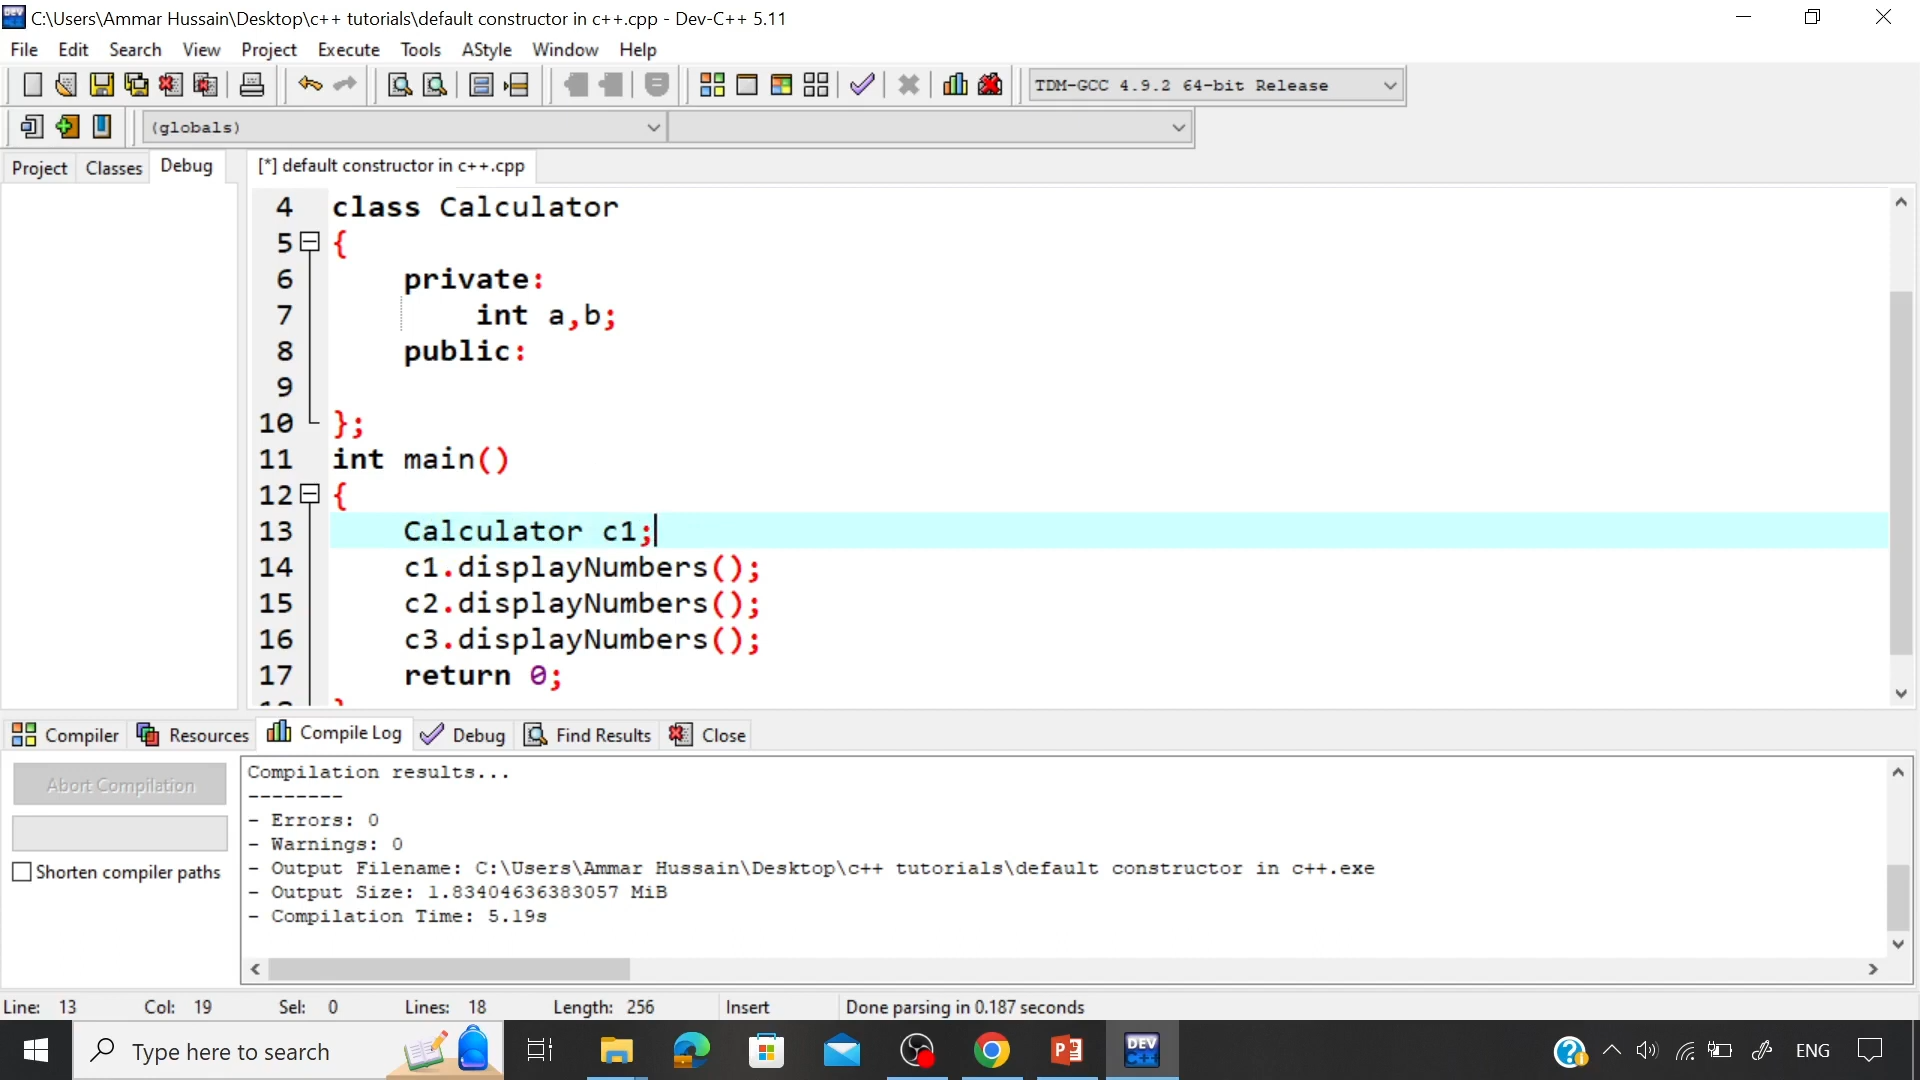 C:\Users\Ammar Hussain\Desktop\c++ tutorials\default constructor in c++.cpp - Dev-C++ 5.11
File Edit Search View Project Execute Tools AStyle Window Help
TDM-GCC 4.9.2 64-bit Release
(globals)
Project Classes Debug
[*] default constructor in c++.cpp
4 class Calculator
5 {
6 private:
7 int a,b;
8 public:
9
10 };
11 int main()
12 {
13 Calculator c1;
14 c1.displayNumbers();
15 c2.displayNumbers();
16 c3.displayNumbers();
17 return 0;
Compiler Resources Compile Log Debug Find Results Close
Abort Compilation
Shorten compiler paths
Compilation results...
--------
- Errors: 0
- Warnings: 0
- Output Filename: C:\Users\Ammar Hussain\Desktop\c++ tutorials\default constructor in c++.exe
- Output Size: 1.83404636383057 MiB
- Compilation Time: 5.19s
Line: 13 Col: 19 Sel: 0 Lines: 18 Length: 256 Insert Done parsing in 0.187 seconds
Type here to search
DEV C++
ENG